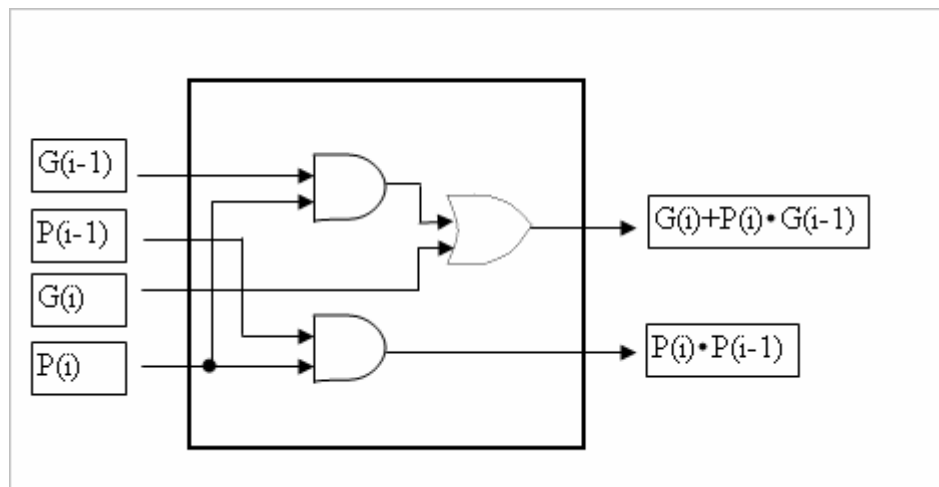 G(i-1)
P(i-1)
G(i)
P(i)
G(i)+P(i)•G(i-1)
P(i)•P(i-1)